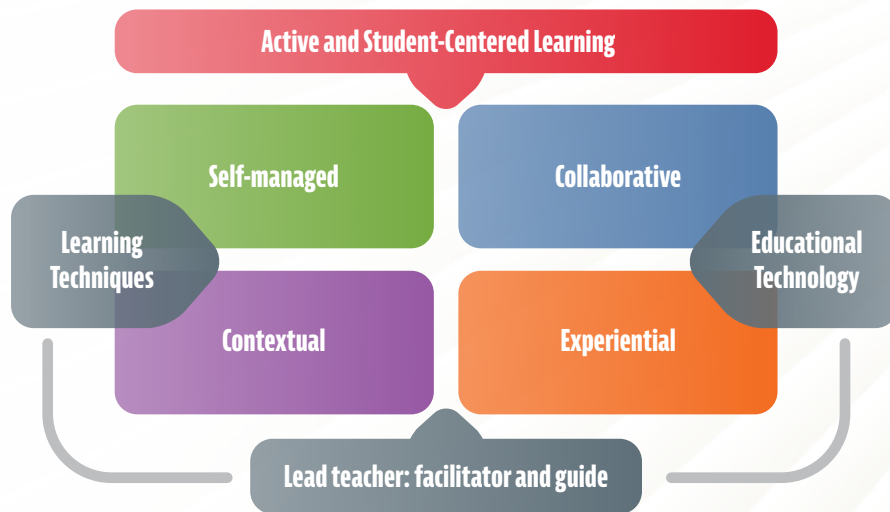 Active and Student-Centered Learning
Self-managed
Collaborative
Learning
Techniques
Educational
Technology
Contextual
Experiential
Lead teacher: facilitator and guide